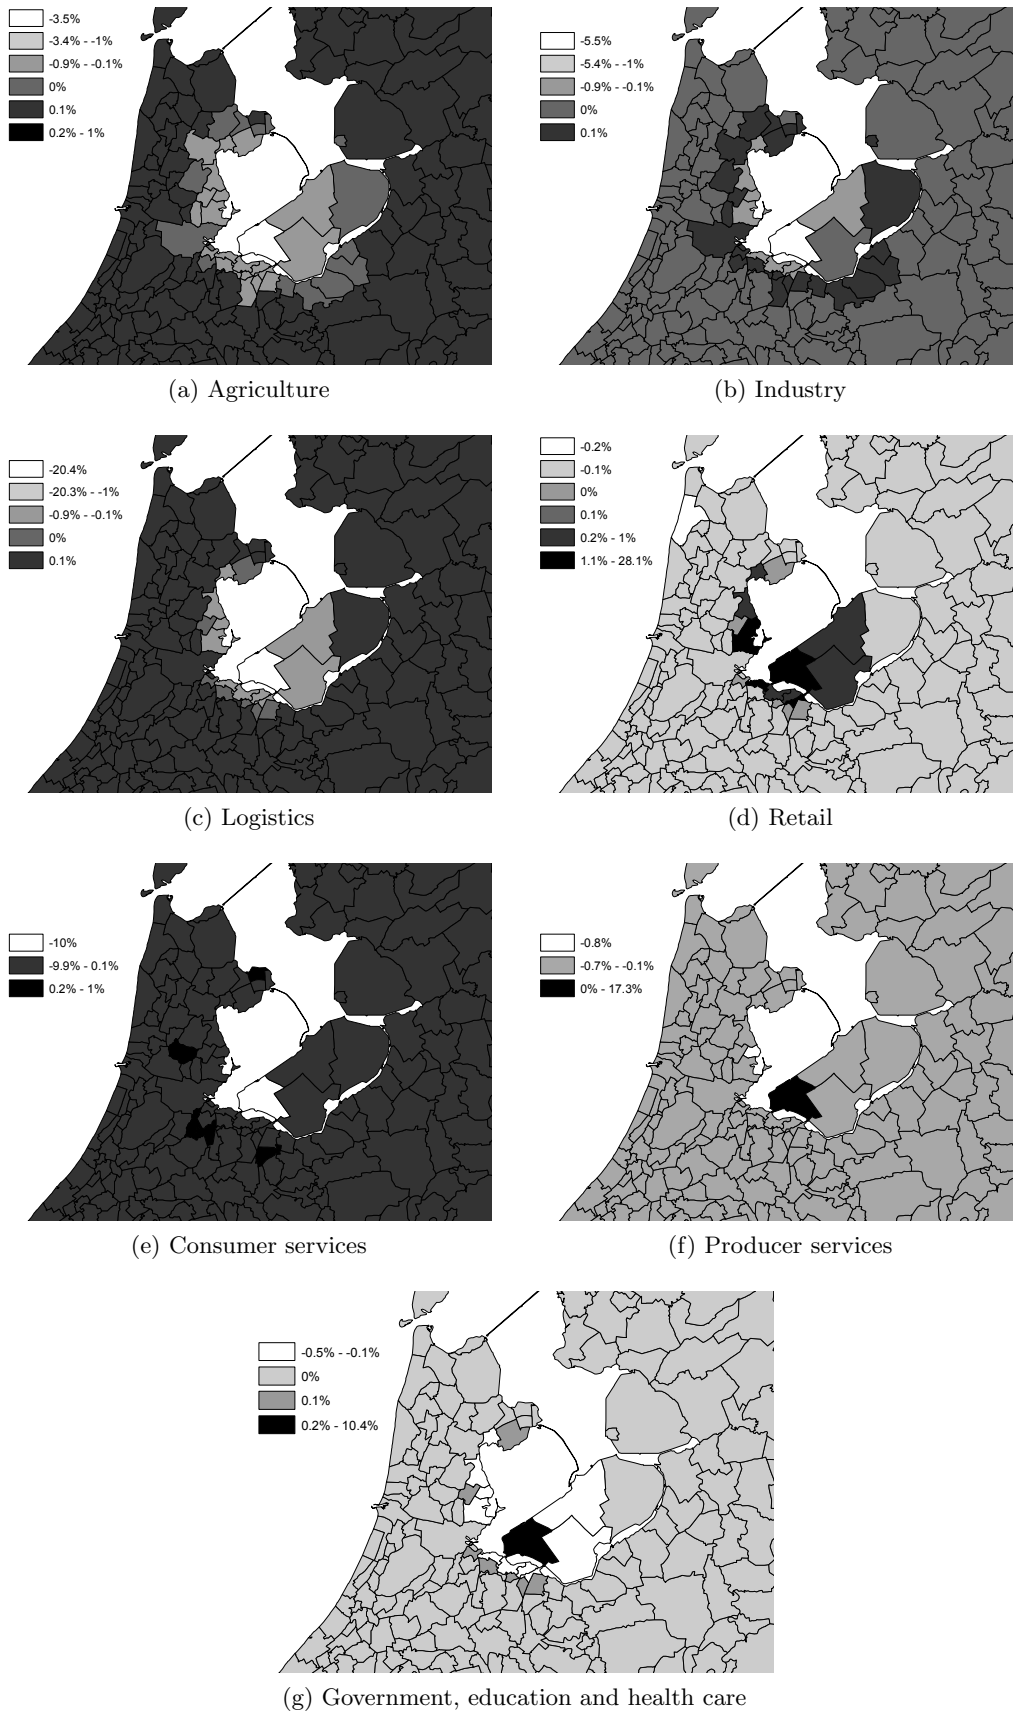 -3.5%
-3.4% - -1%
-0.9% - -0.1%
0%
0.1%
0.2% - 1%
(a) Agriculture
-5.5%
-5.4% - -1%
-0.9% - -0.1%
0%
0.1%
(b) Industry
-20.4%
-20.3% - -1%
-0.9% - -0.1%
0%
0.1%
(c) Logistics
-0.2%
-0.1%
0%
0.1%
0.2% - 1%
1.1% - 28.1%
(d) Retail
-10%
-9.9% - 0.1%
0.2% - 1%
(e) Consumer services
-0.8%
-0.7% - -0.1%
0% - 17.3%
(f) Producer services
-0.5% - -0.1%
0%
0.1%
0.2% - 10.4%
(g) Government, education and health care